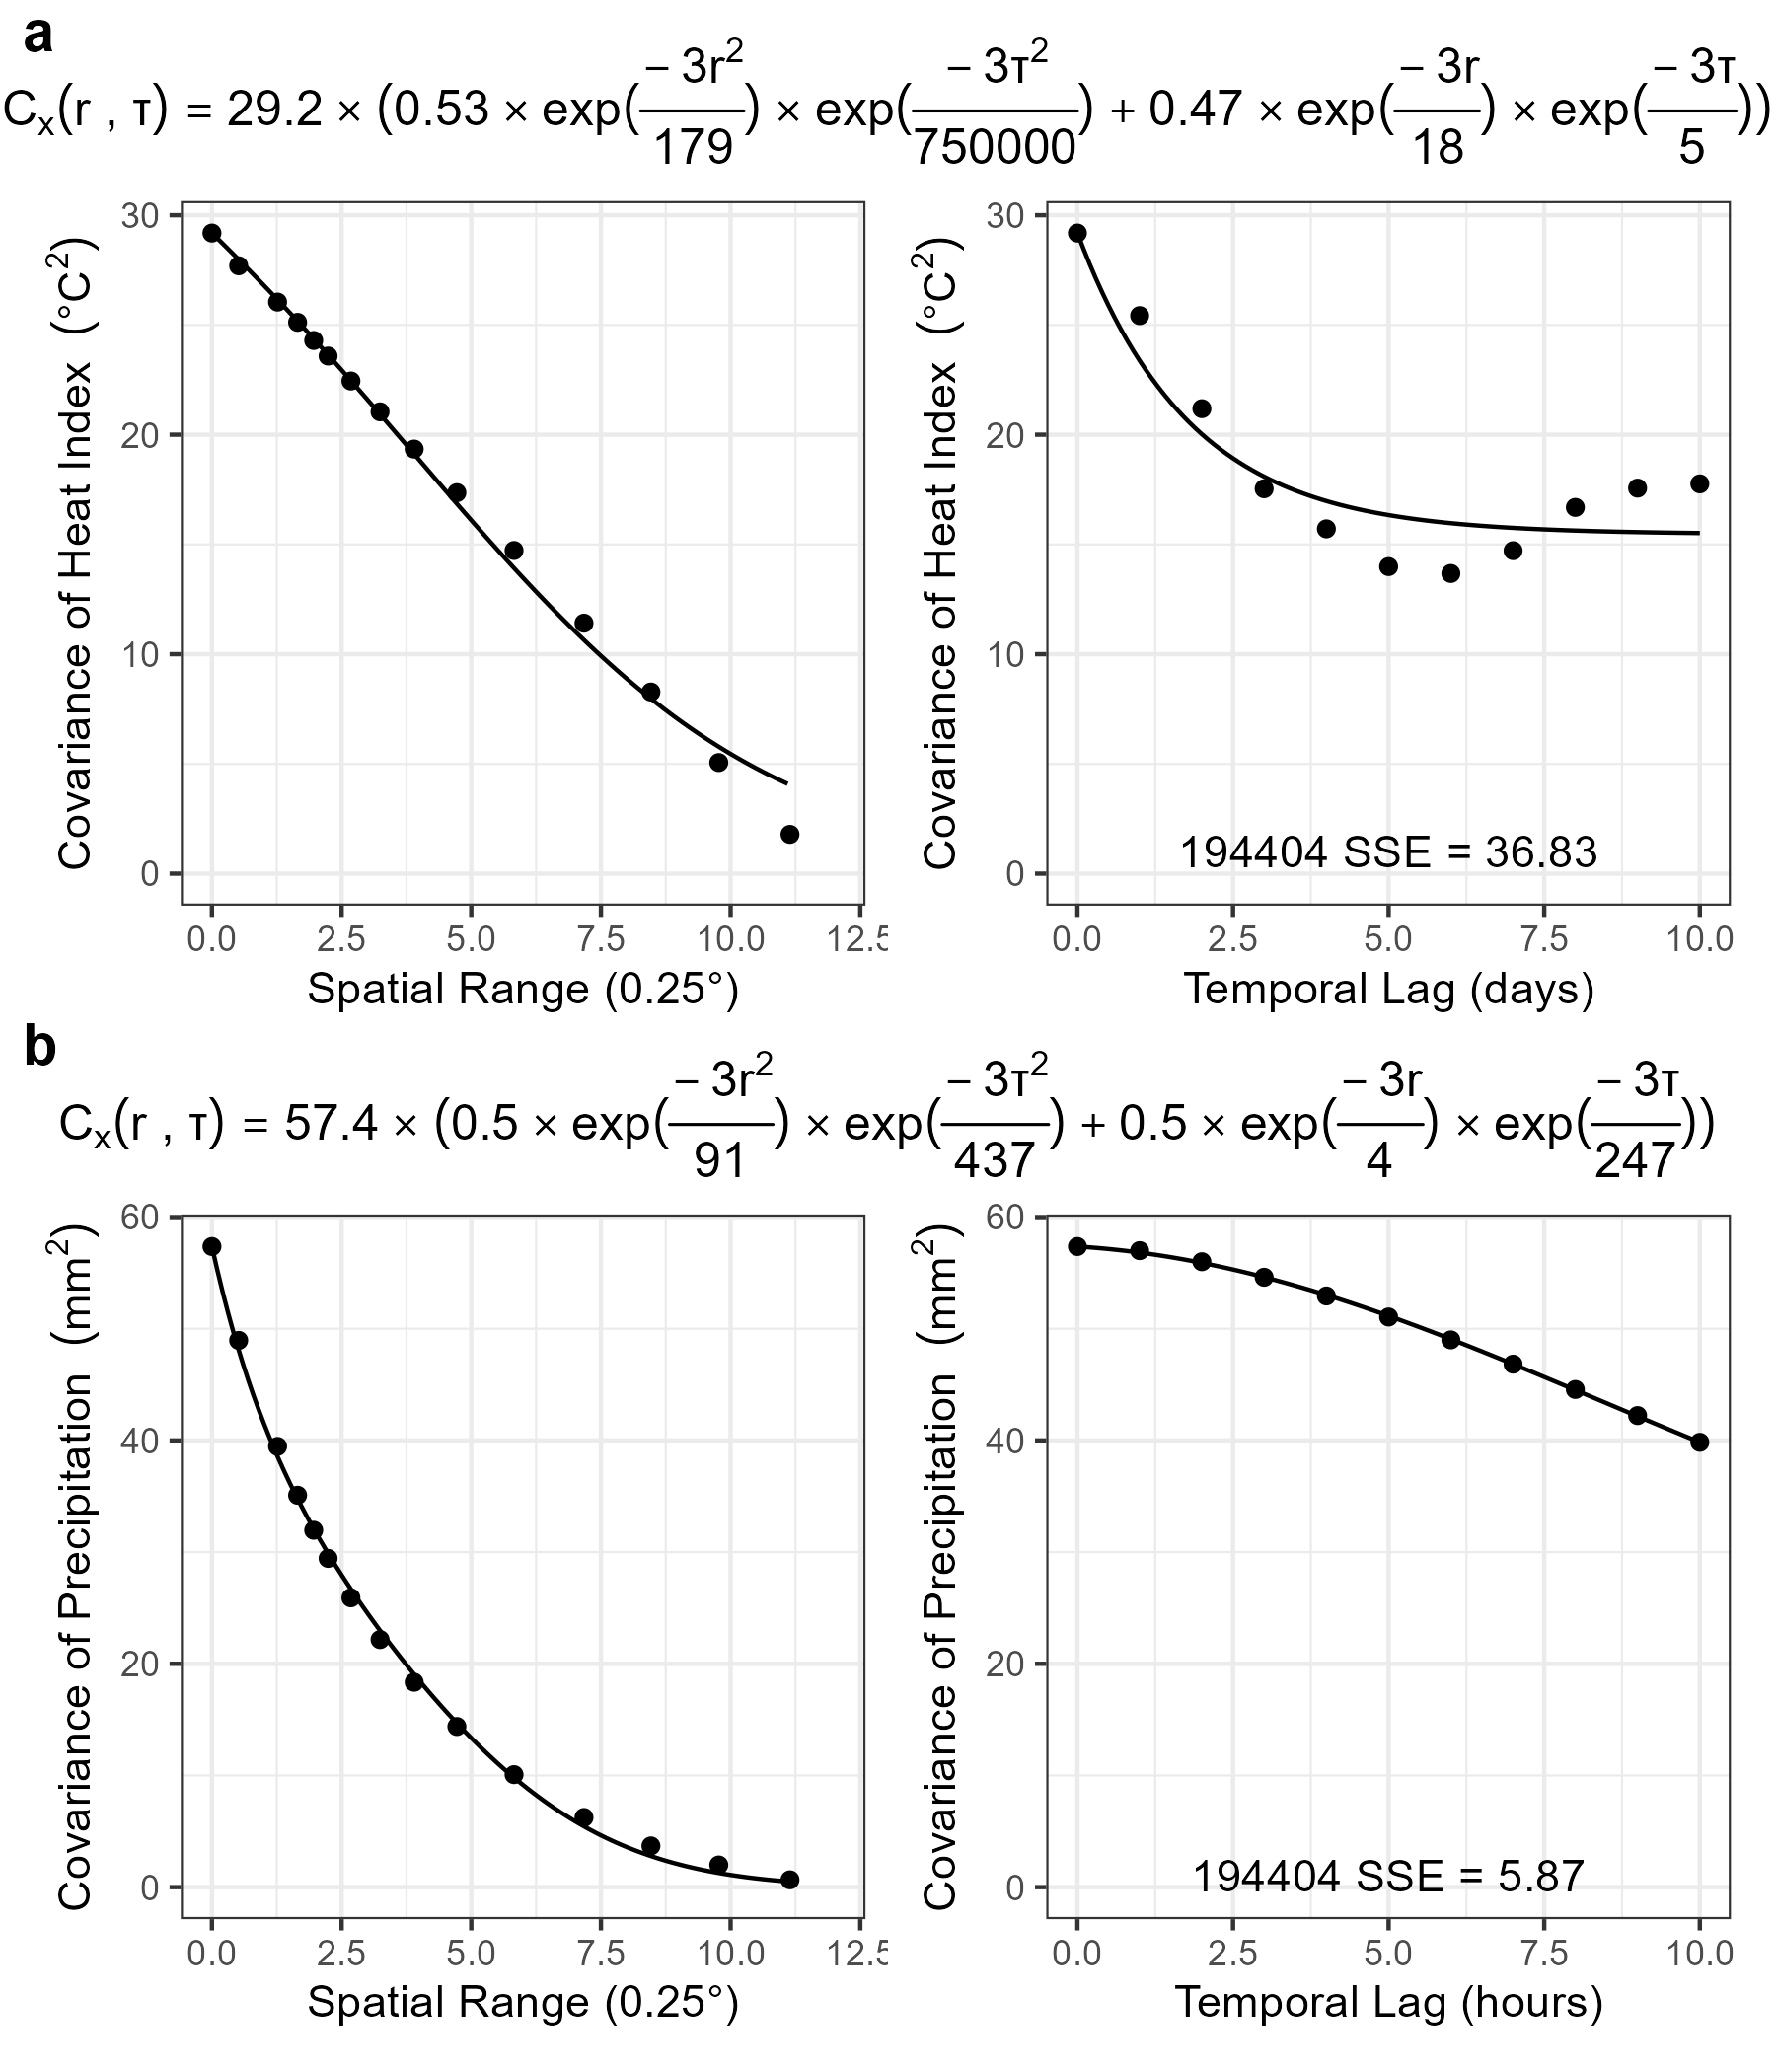 a
Cx(r , τ) = 29.2 × (0.53 × exp(− 3r²/179) × exp(− 3τ²/750000) + 0.47 × exp(− 3r/18) × exp(− 3τ/5))
Covariance of Heat Index (°C²)
30
20
10
0
0.0 2.5 5.0 7.5 10.0 12.5
Spatial Range (0.25°)
Covariance of Heat Index (°C²)
30
20
10
0
194404 SSE = 36.83
0.0 2.5 5.0 7.5 10.0
Temporal Lag (days)
b
Cx(r , τ) = 57.4 × (0.5 × exp(− 3r²/91) × exp(− 3τ²/437) + 0.5 × exp(− 3r/4) × exp(− 3τ/247))
Covariance of Precipitation (mm²)
60
40
20
0
0.0 2.5 5.0 7.5 10.0 12.5
Spatial Range (0.25°)
Covariance of Precipitation (mm²)
60
40
20
0
194404 SSE = 5.87
0.0 2.5 5.0 7.5 10.0
Temporal Lag (hours)